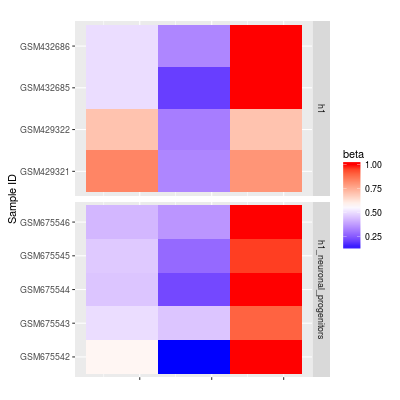 Sample ID
GSM432686
GSM432685
GSM429322
GSM429321
h1
GSM675546
GSM675545
GSM675544
GSM675543
GSM675542
h1_neuronal_progenitors
beta
1.00
0.75
0.50
0.25